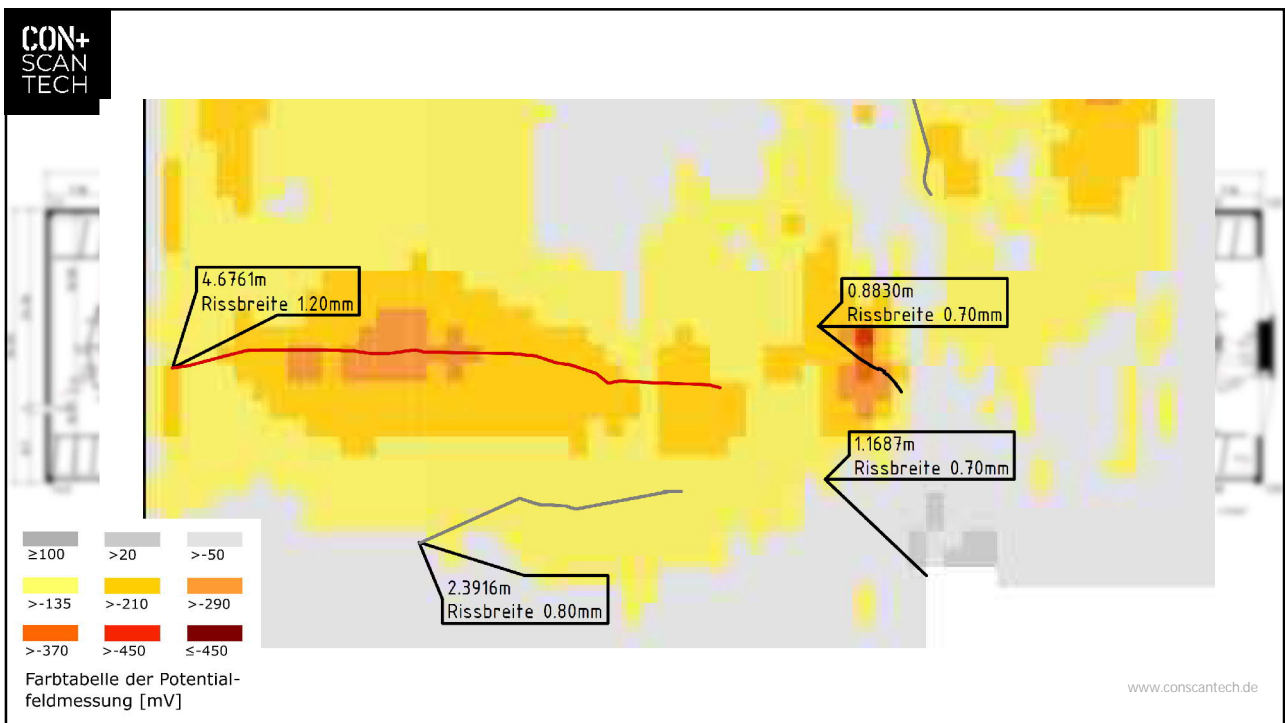 CON+
SCAN
TECH
4.6761m
Rissbreite 1.20mm
0.8830m
Rissbreite 0.70mm
1.1687m
Rissbreite 0.70mm
2.3916m
Rissbreite 0.80mm
≥100 >20 >-50
>-135 >-210 >-290
>-370 >-450 ≤-450
Farbtabelle der Potential-
feldmessung [mV]
www.conscantech.de